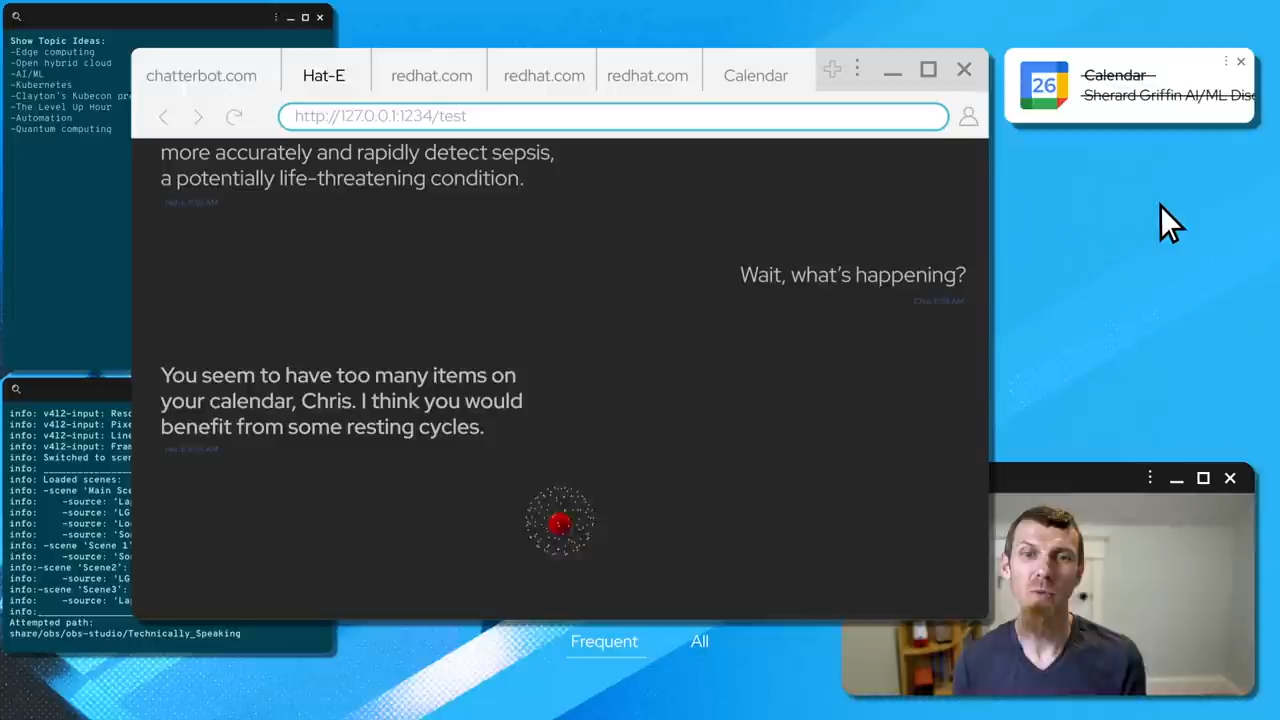 Show Topic Ideas:
-Edge computing
-Open hybrid cloud
-AI/ML
-Kubernetes
-Clayton's Kubecon
-The Level Up Hour
-Automation
-Quantum computing
chatterbot.com
Hat-E
redhat.com
redhat.com
redhat.com
Calendar
http://127.0.0.1:1234/test
26
Calendar
Sherard Griffin AI/ML
more accurately and rapidly detect sepsis,
a potentially life-threatening condition.
Wait, what's happening?
You seem to have too many items on
your calendar, Chris. I think you would
benefit from some resting cycles.
info: v4l2-input:
info: v4l2-input:
info: v4l2-input:
info: v4l2-input:
info: Switched to
info:
info: Loaded scenes:
info: -scene 'Main
info: -source:
info: -source:
info: -source:
info: -source:
info: -scene 'Scene 1'
info: -source:
info:-scene 'Scene2':
info: -source: 'LG
info:-scene 'Scene3':
info: -source:
info:
Attempted path:
share/obs/obs-studio/Technically_Speaking
Frequent
All